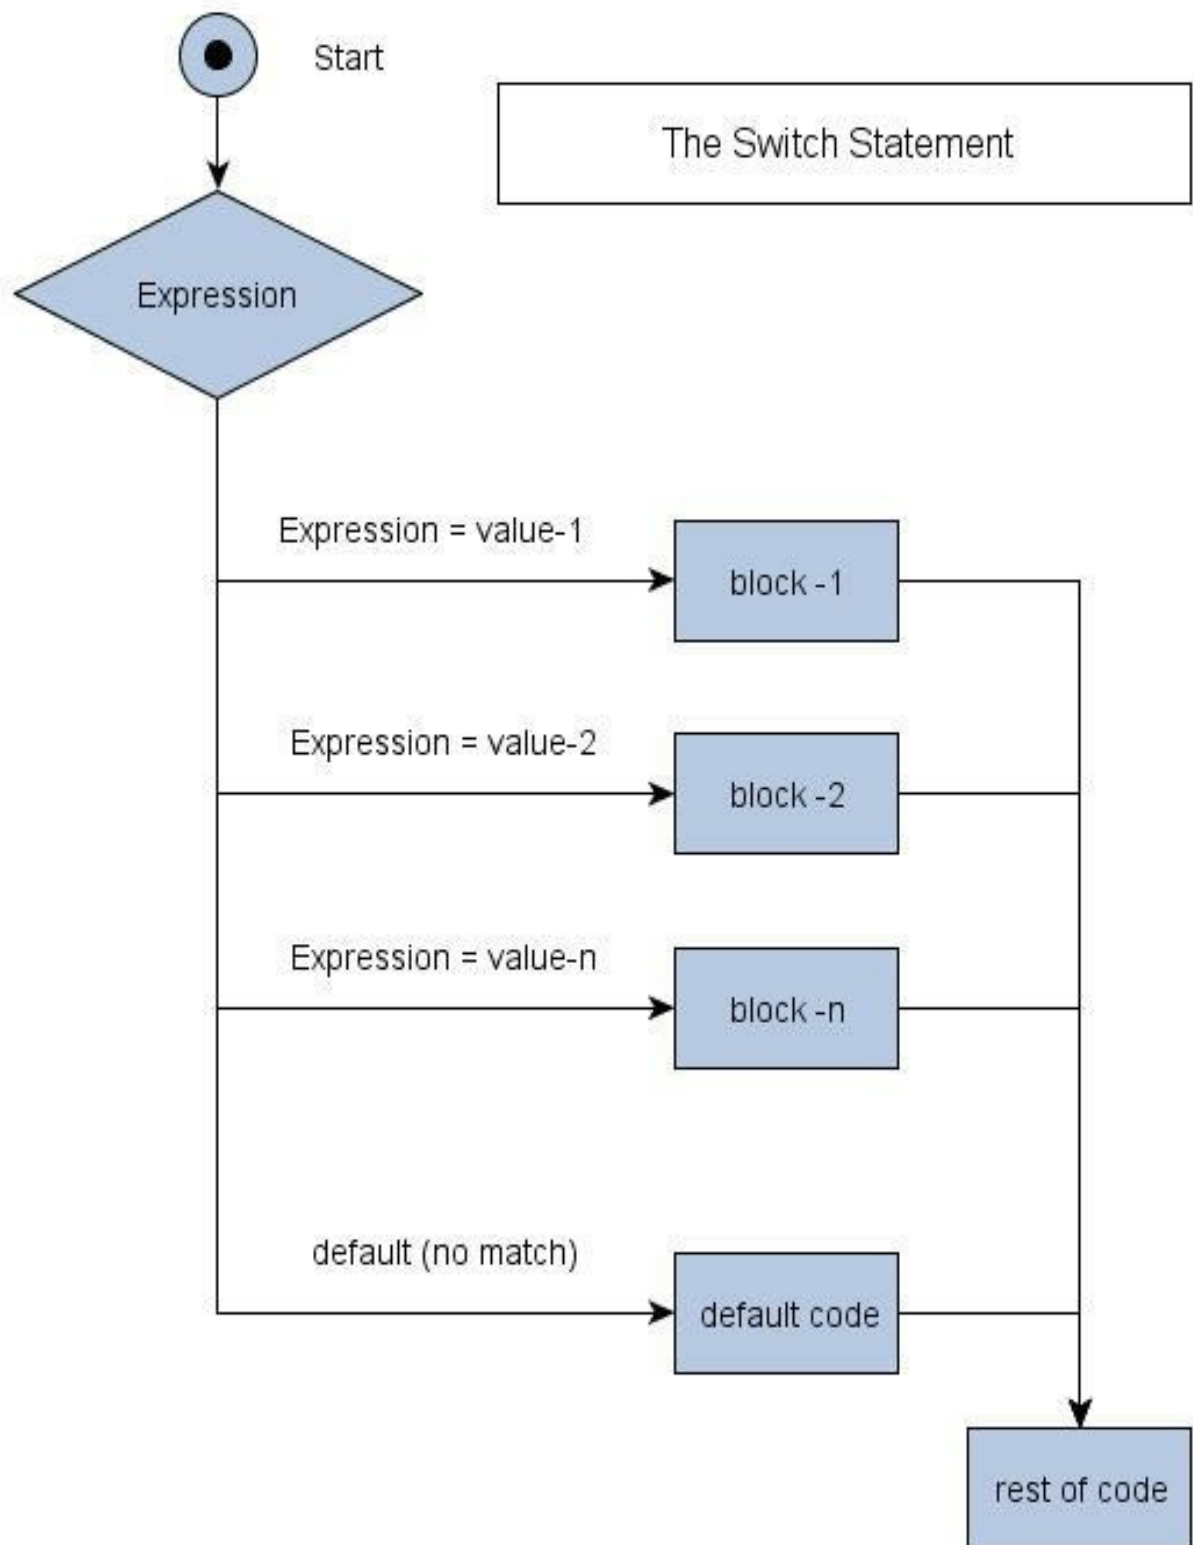 Start
The Switch Statement
Expression
Expression = value-1
block -1
Expression = value-2
block -2
Expression = value-n
block -n
default (no match)
default code
rest of code